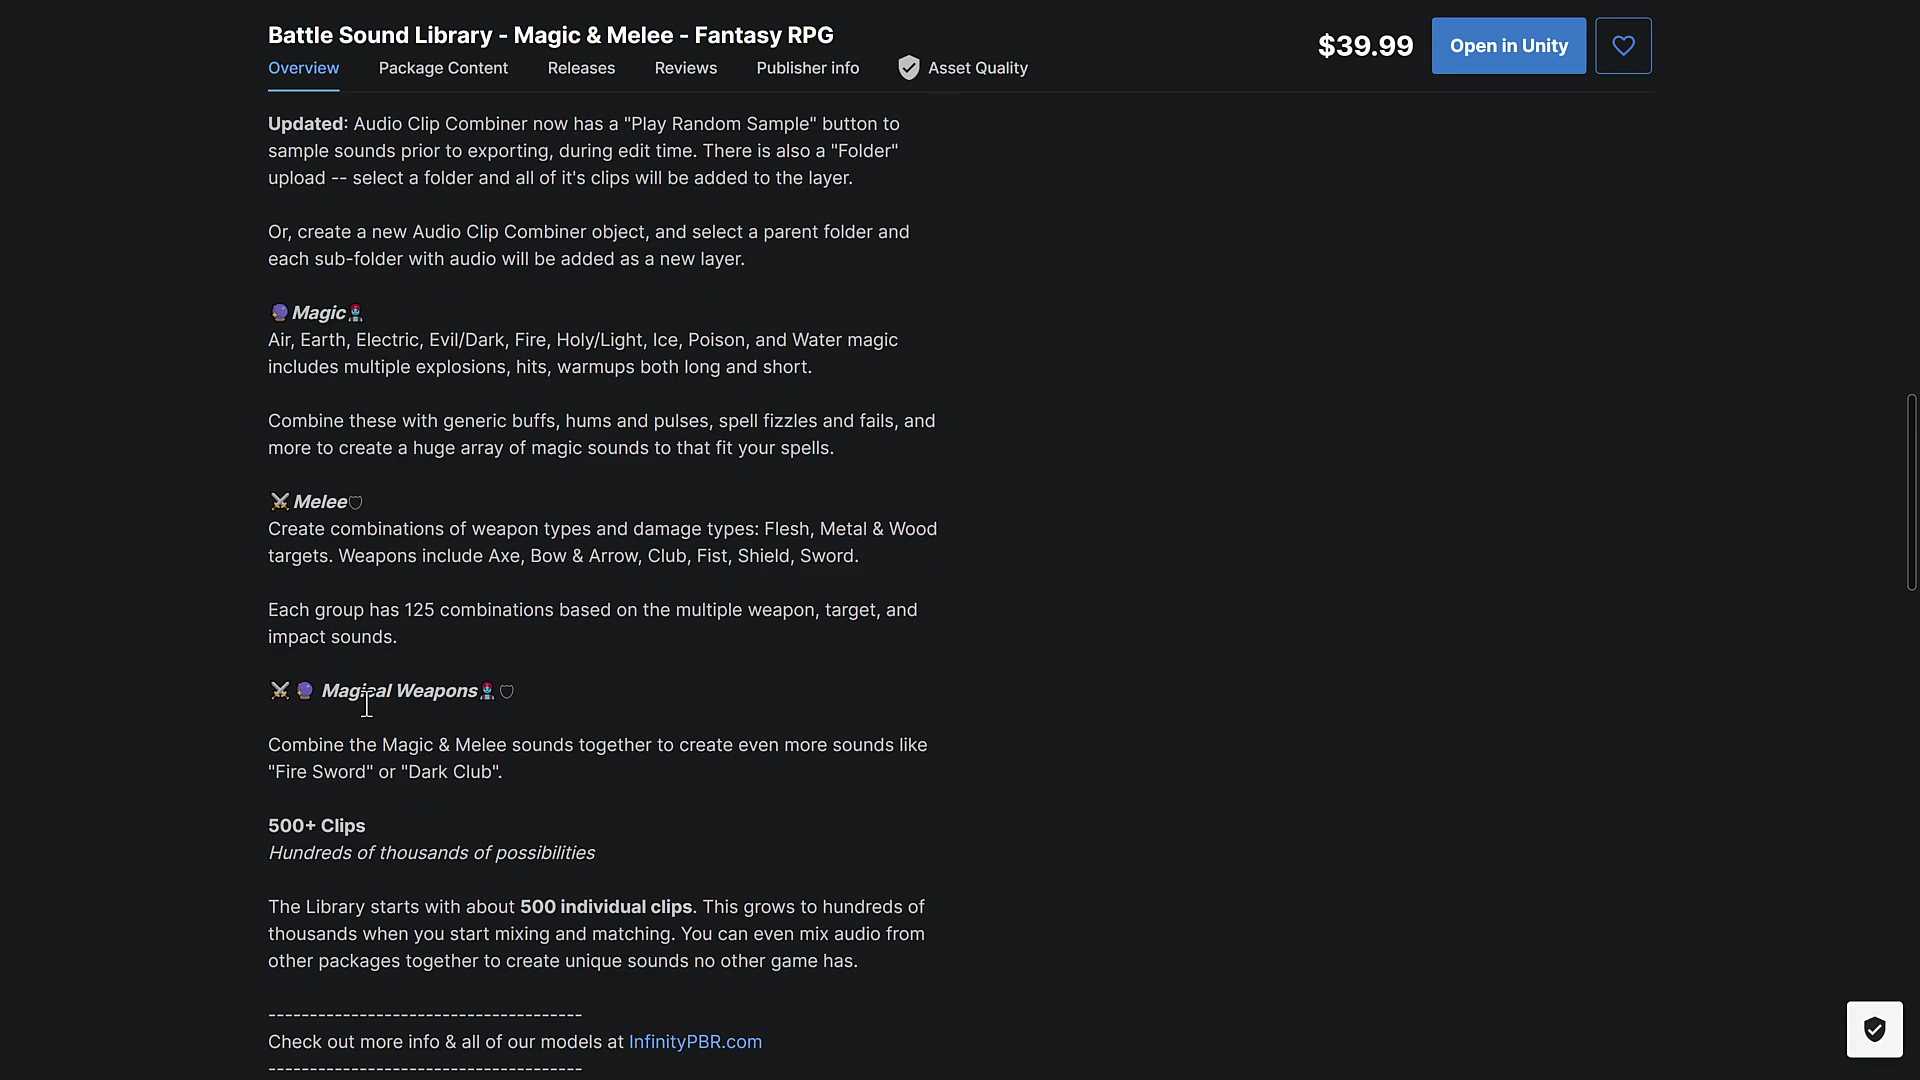 Battle Sound Library - Magic & Melee - Fantasy RPG
$39.99
Open in Unity
Overview
Package Content
Releases
Reviews
Publisher info
Asset Quality
Updated: Audio Clip Combiner now has a "Play Random Sample" button to
sample sounds prior to exporting, during edit time. There is also a "Folder"
upload -- select a folder and all of it's clips will be added to the layer.
Or, create a new Audio Clip Combiner object, and select a parent folder and
each sub-folder with audio will be added as a new layer.
🔮Magic🧟
Air, Earth, Electric, Evil/Dark, Fire, Holy/Light, Ice, Poison, and Water magic
includes multiple explosions, hits, warmups both long and short.
Combine these with generic buffs, hums and pulses, spell fizzles and fails, and
more to create a huge array of magic sounds to that fit your spells.
⚔️Melee🛡
Create combinations of weapon types and damage types: Flesh, Metal & Wood
targets. Weapons include Axe, Bow & Arrow, Club, Fist, Shield, Sword.
Each group has 125 combinations based on the multiple weapon, target, and
impact sounds.
⚔️🔮 Magical Weapons🧟🛡
Combine the Magic & Melee sounds together to create even more sounds like
"Fire Sword" or "Dark Club".
500+ Clips
Hundreds of thousands of possibilities
The Library starts with about 500 individual clips. This grows to hundreds of
thousands when you start mixing and matching. You can even mix audio from
other packages together to create unique sounds no other game has.
--------------------------------------
Check out more info & all of our models at InfinityPBR.com
--------------------------------------